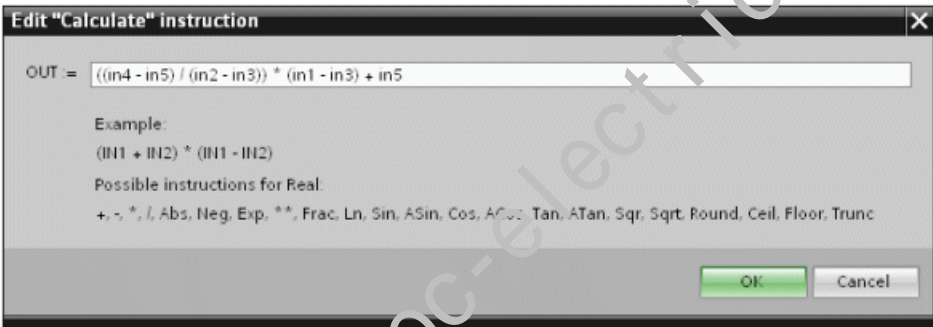 Edit "Calculate" instruction
OUT := ((in4 - in5) / (in2 - in3)) * (in1 - in3) + in5
Example:
(IN1 + IN2) * (IN1 - IN2)
Possible instructions for Real:
+, -, *, /, Abs, Neg, Exp, **, Frac, Ln, Sin, ASin, Cos, ACos, Tan, ATan, Sqr, Sqrt, Round, Ceil, Floor, Trunc
OK Cancel